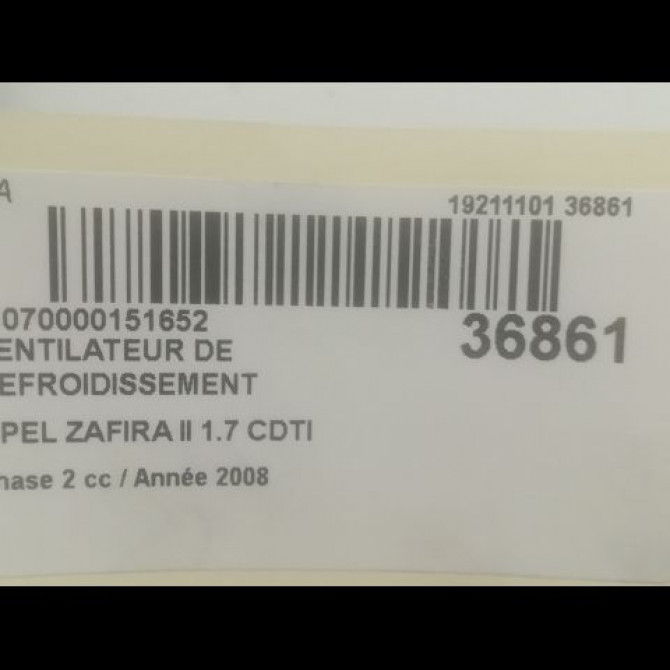 A
19211101 36861
070000151652
36861
ENTILATEUR DE
EFROIDISSEMENT
PEL ZAFIRA II 1.7 CDTI
hase 2 cc / Année 2008